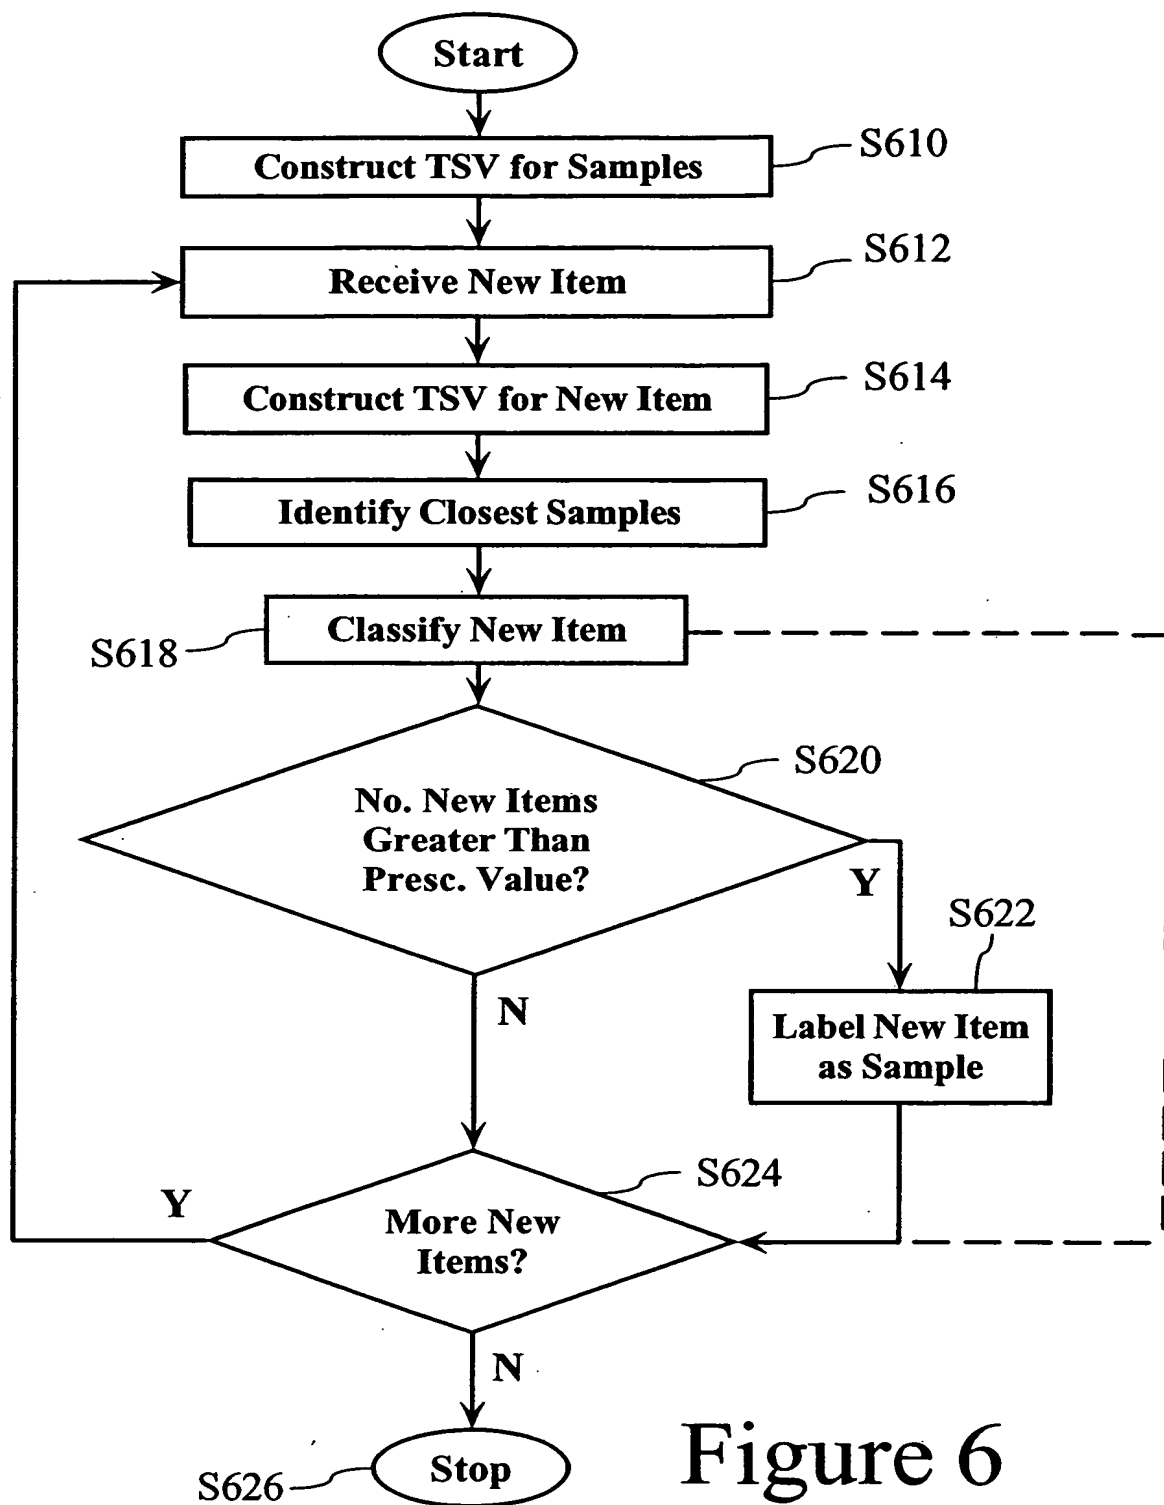 Start
Construct TSV for Samples
S610
Receive New Item
S612
Construct TSV for New Item
S614
Identify Closest Samples
S616
Classify New Item
S618
No. New Items
Greater Than
Presc. Value?
S620
Y
N
S622
Label New Item
as Sample
S624
More New
Items?
Y
N
Stop
S626
Figure 6